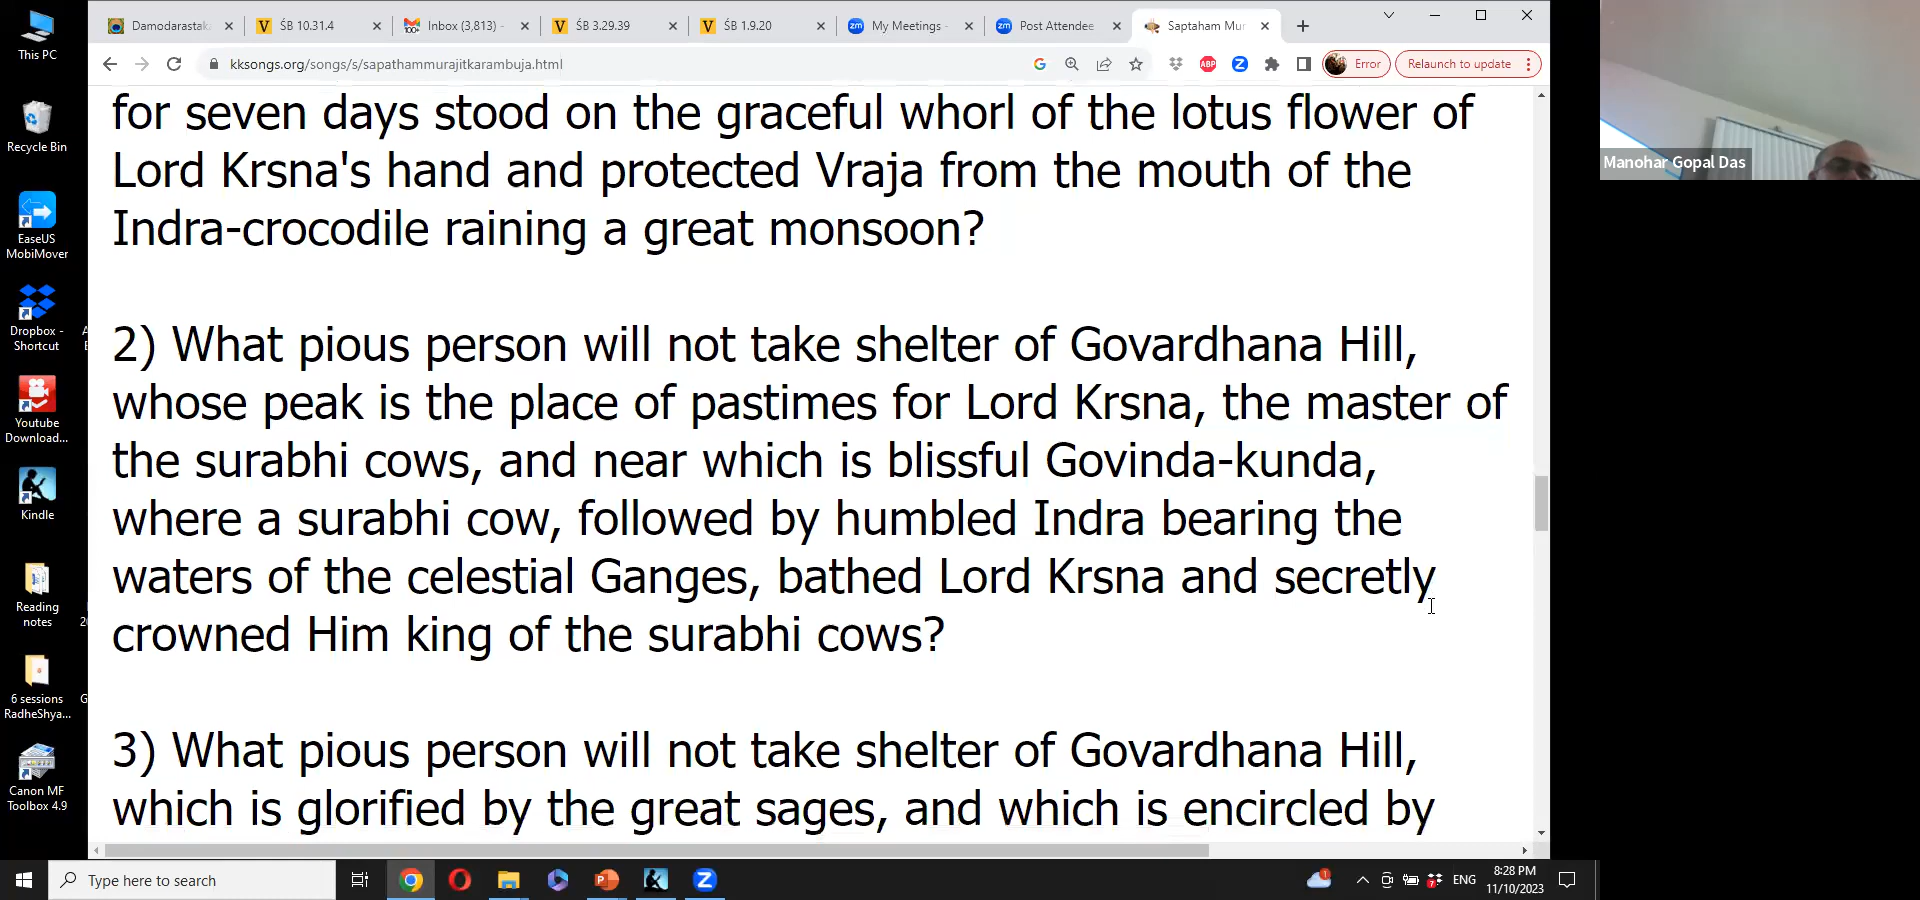 This PC
Recycle Bin
EaseUS
MobiMover
Dropbox -
Shortcut
Youtube
Download...
Kindle
Reading
notes
6 sessions
RadheShya...
Canon MF
Toolbox 4.9
Damodarastaka
ŚB 10.31.4
Inbox (3,813) -
ŚB 3.29.39
ŚB 1.9.20
My Meetings -
Post Attendee
Saptaham Mur
kksongs.org/songs/s/sapathammurajitkarambuja.html
Error
Relaunch to update
for seven days stood on the graceful whorl of the lotus flower of
Lord Krsna's hand and protected Vraja from the mouth of the
Indra-crocodile raining a great monsoon?
2) What pious person will not take shelter of Govardhana Hill,
whose peak is the place of pastimes for Lord Krsna, the master of
the surabhi cows, and near which is blissful Govinda-kunda,
where a surabhi cow, followed by humbled Indra bearing the
waters of the celestial Ganges, bathed Lord Krsna and secretly
crowned Him king of the surabhi cows?
3) What pious person will not take shelter of Govardhana Hill,
which is glorified by the great sages, and which is encircled by
Manohar Gopal Das
Type here to search
ENG
8:28 PM
11/10/2023